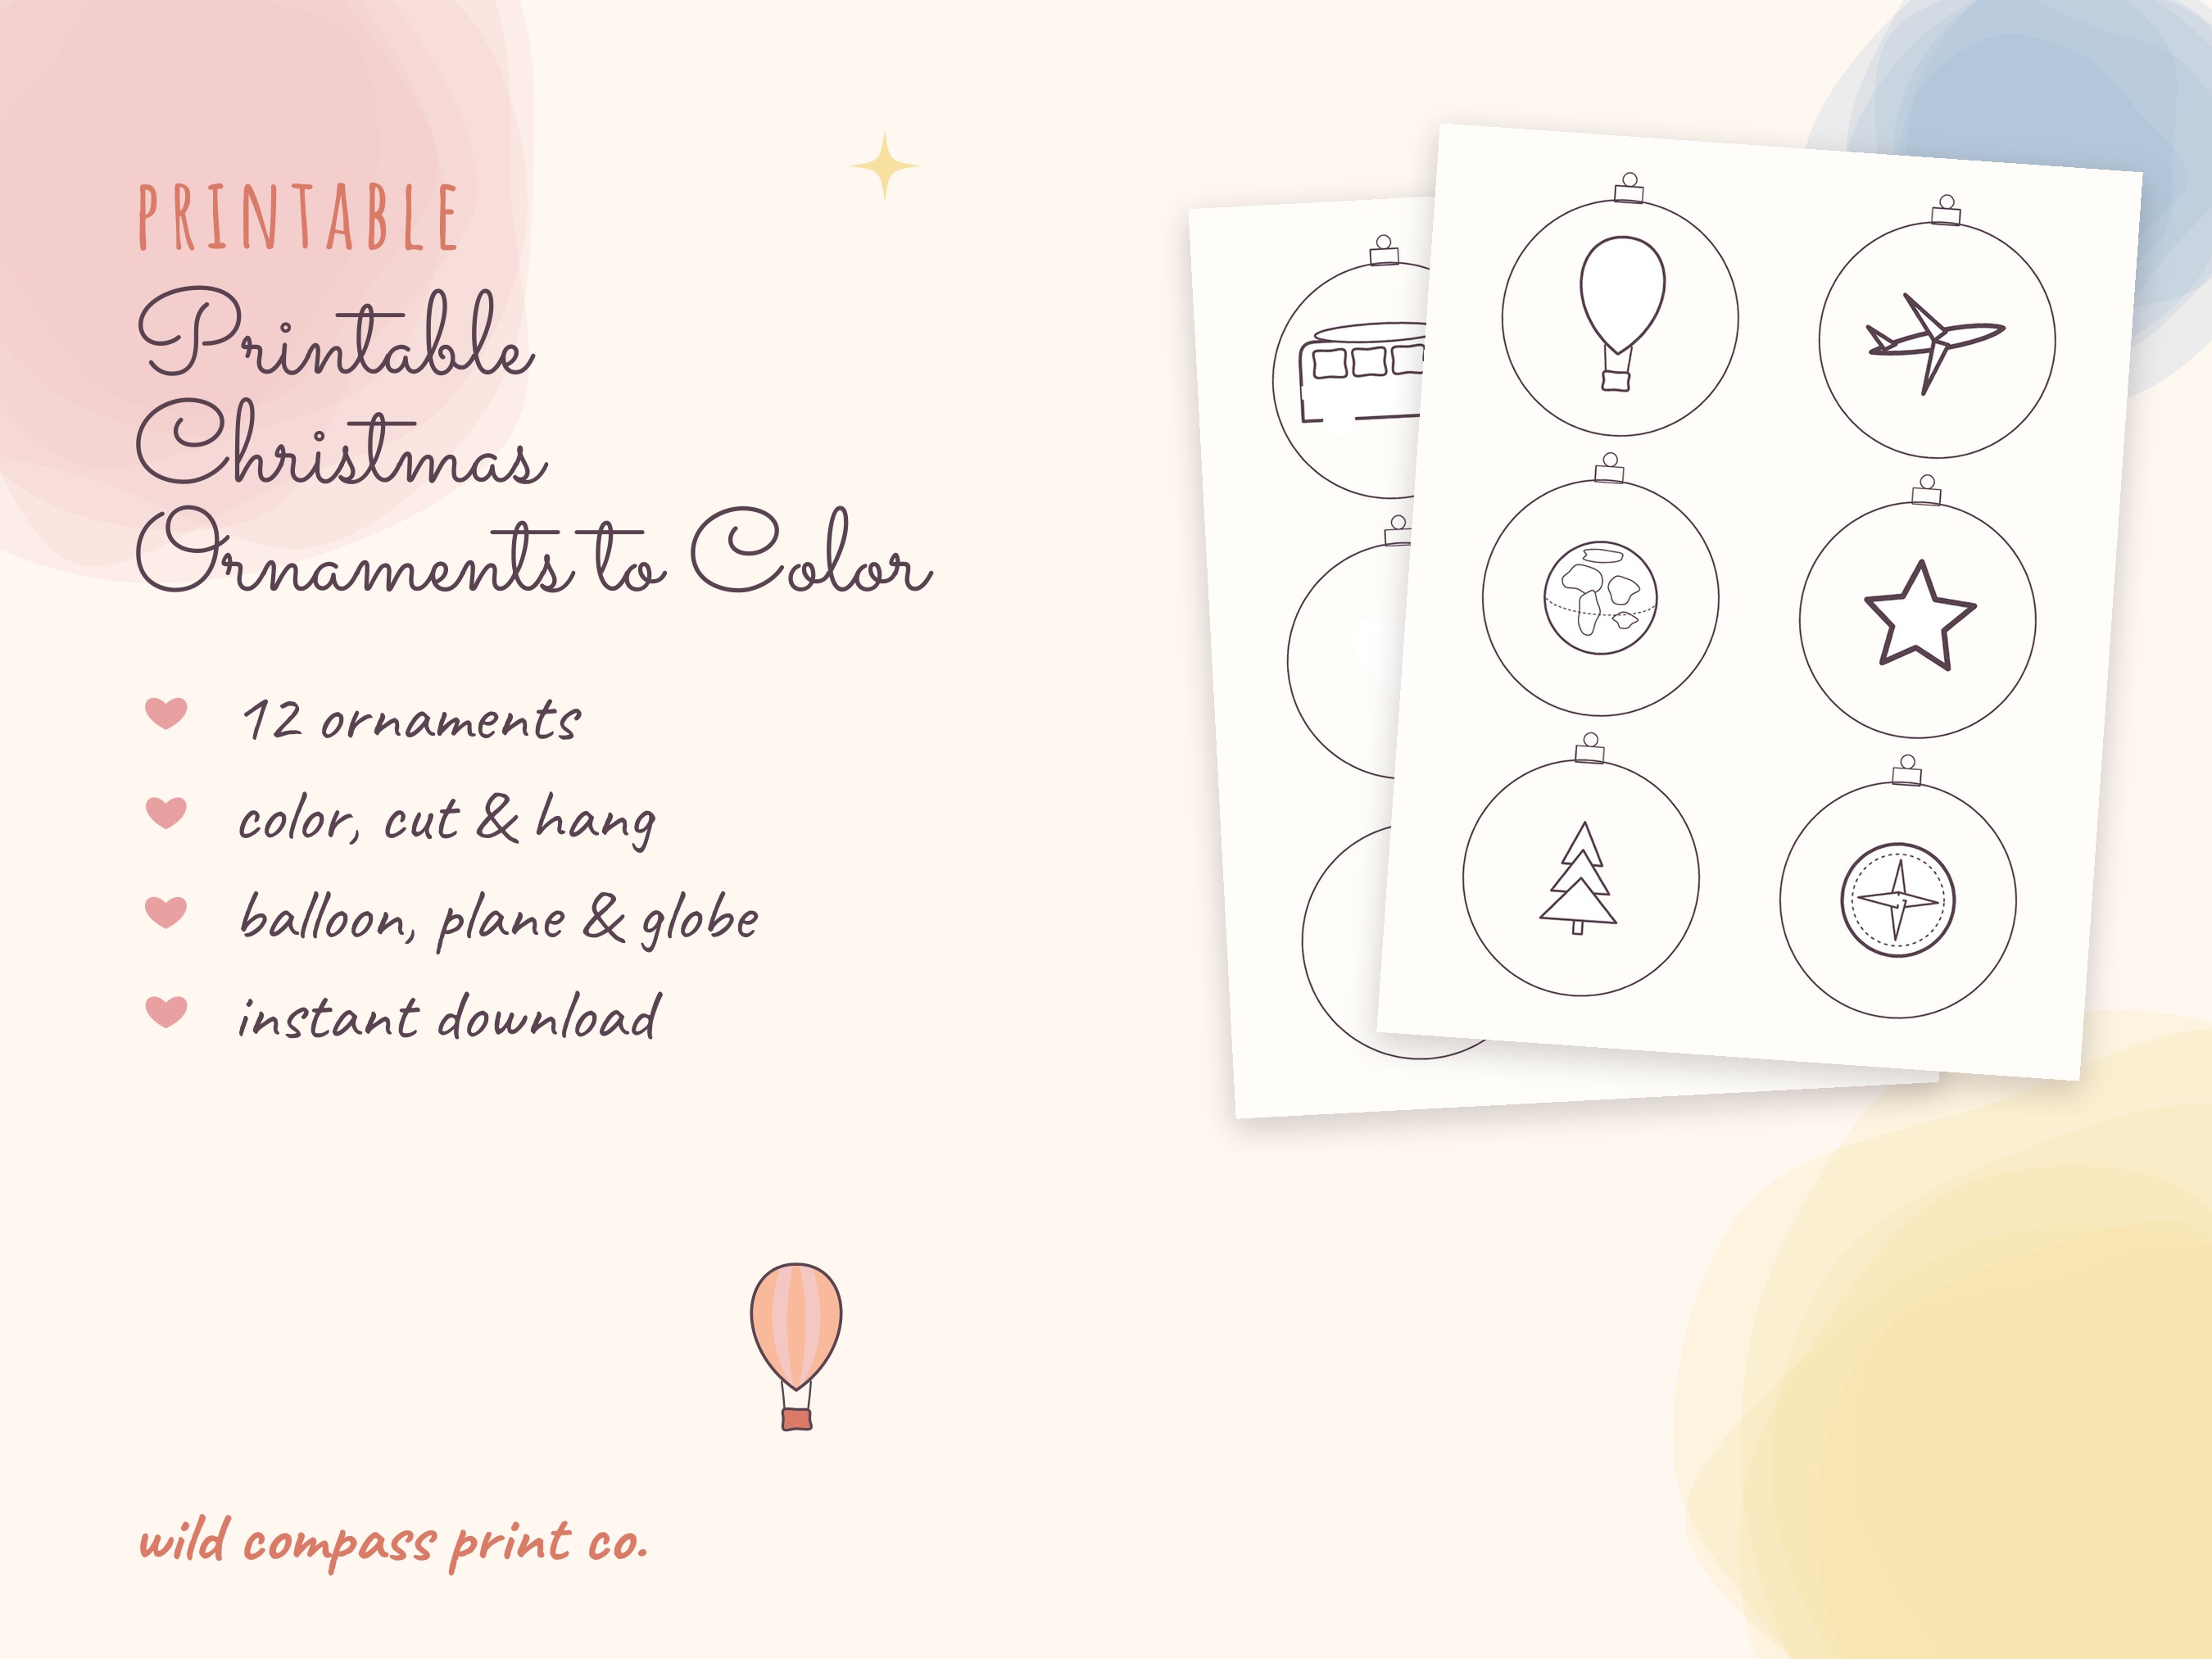 PRINTABLE
Printable
Christmas
Ornaments to Color
12 ornaments
color, cut & hang
balloon, plane & globe
instant download
wild compass print co.